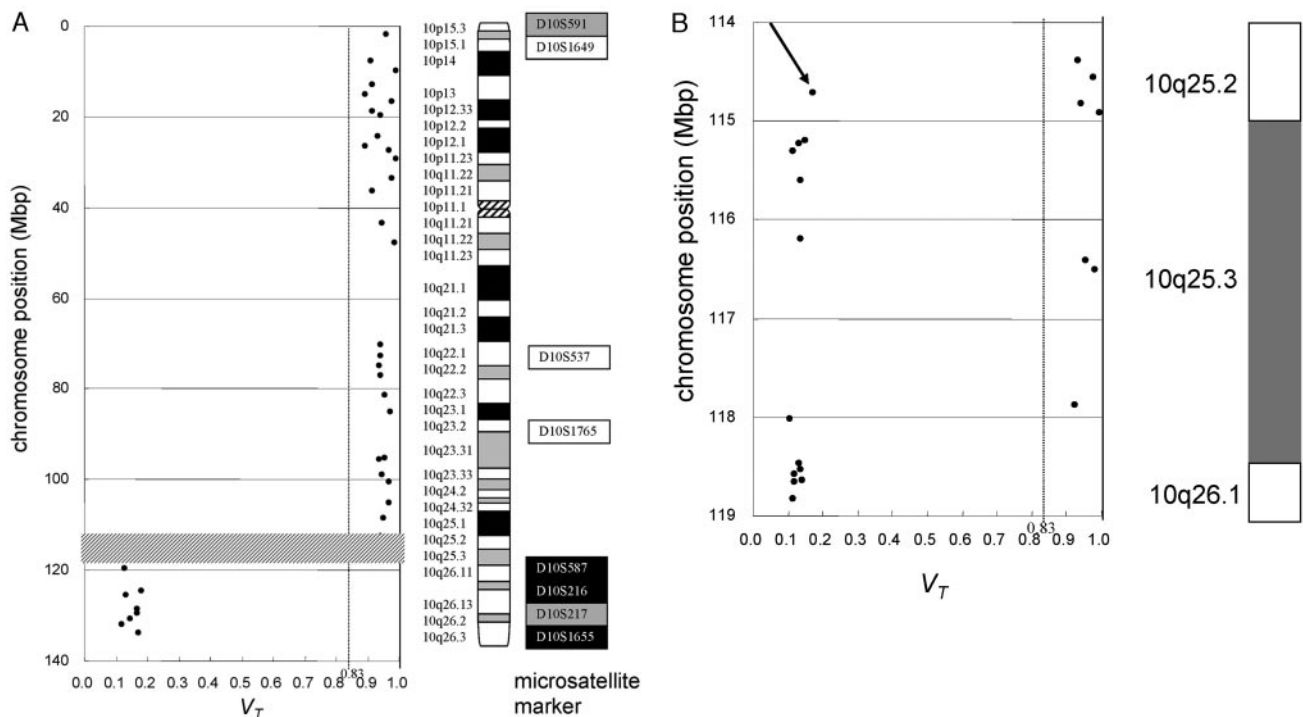 A
0
20
40
60
80
100
120
140
chromosome position (Mbp)
0.0 0.1 0.2 0.3 0.4 0.5 0.6 0.7 0.8 0.9 1.0
0.83
VT
10p15.3
10p15.1
10p14
10p13
10p12.33
10p12.2
10p12.1
10p11.23
10q11.22
10p11.21
10p11.1
10q11.21
10q11.22
10q11.23
10q21.1
10q21.2
10q21.3
10q22.1
10q22.2
10q22.3
10q23.1
10q23.2
10q23.31
10q23.33
10q24.2
10q24.32
10q25.1
10q25.2
10q25.3
10q26.11
10q26.13
10q26.2
10q26.3
D10S591
D10S1649
D10S537
D10S1765
D10S587
D10S216
D10S217
D10S1655
microsatellite
marker
B
114
115
116
117
118
119
chromosome position (Mbp)
0.0 0.1 0.2 0.3 0.4 0.5 0.6 0.7 0.8 0.9 1.0
0.83
VT
10q25.2
10q25.3
10q26.1